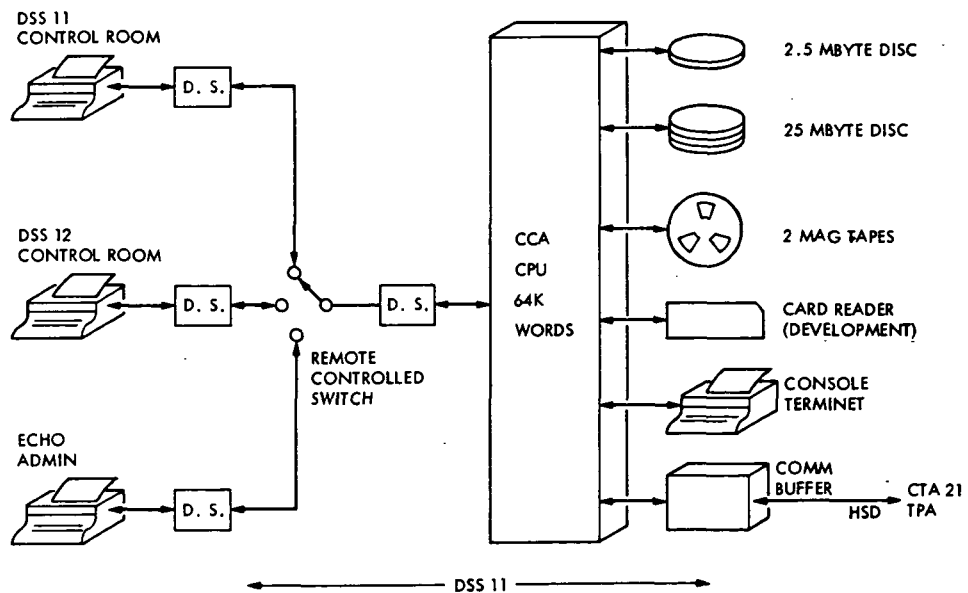 DSS 11
CONTROL ROOM
D. S.
DSS 12
CONTROL ROOM
D. S.
D. S.
REMOTE
CONTROLLED
SWITCH
ECHO
ADMIN
D. S.
CCA
CPU
64K
WORDS
2.5 MBYTE DISC
25 MBYTE DISC
2 MAG TAPES
CARD READER
(DEVELOPMENT)
CONSOLE
TERMINET
COMM
BUFFER
HSD
CTA 21
TPA
DSS 11